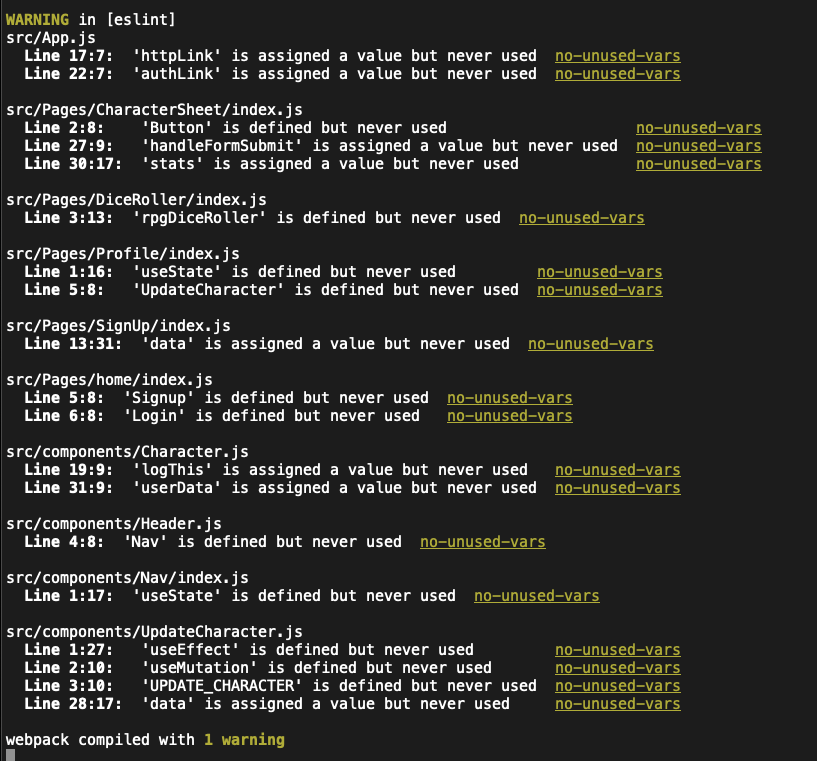 WARNING in [eslint]
src/App.js
Line 17:7: 'httpLink' is assigned a value but never used no-unused-vars
Line 22:7: 'authLink' is assigned a value but never used no-unused-vars
src/Pages/CharacterSheet/index.js
Line 2:8: 'Button' is defined but never used no-unused-vars
Line 27:9: 'handleFormSubmit' is assigned a value but never used no-unused-vars
Line 30:17: 'stats' is assigned a value but never used no-unused-vars
src/Pages/DiceRoller/index.js
Line 3:13: 'rpgDiceRoller' is defined but never used no-unused-vars
src/Pages/Profile/index.js
Line 1:16: 'useState' is defined but never used no-unused-vars
Line 5:8: 'UpdateCharacter' is defined but never used no-unused-vars
src/Pages/SignUp/index.js
Line 13:31: 'data' is assigned a value but never used no-unused-vars
src/Pages/home/index.js
Line 5:8: 'Signup' is defined but never used no-unused-vars
Line 6:8: 'Login' is defined but never used no-unused-vars
src/components/Character.js
Line 19:9: 'logThis' is assigned a value but never used no-unused-vars
Line 31:9: 'userData' is assigned a value but never used no-unused-vars
src/components/Header.js
Line 4:8: 'Nav' is defined but never used no-unused-vars
src/components/Nav/index.js
Line 1:17: 'useState' is defined but never used no-unused-vars
src/components/UpdateCharacter.js
Line 1:27: 'useEffect' is defined but never used no-unused-vars
Line 2:10: 'useMutation' is defined but never used no-unused-vars
Line 3:10: 'UPDATE_CHARACTER' is defined but never used no-unused-vars
Line 28:17: 'data' is assigned a value but never used no-unused-vars
webpack compiled with 1 warning